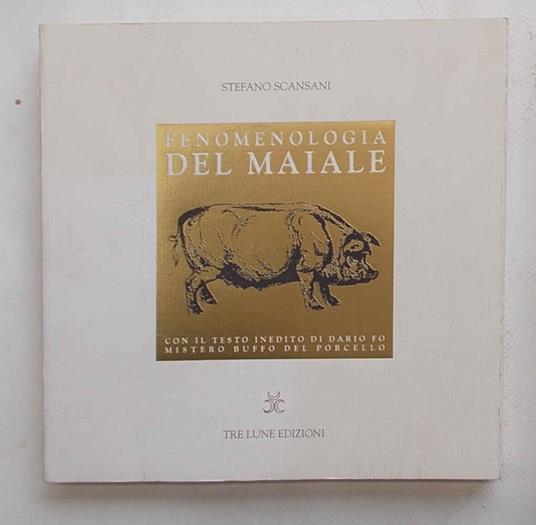 STEFANO SCANSANI
FENOMENOLOGIA
DEL MAIALE
CON IL TESTO INEDITO DI DARIO FO
MISTERO BUFFO DEL PORCELLO
TRE LUNE EDIZIONI